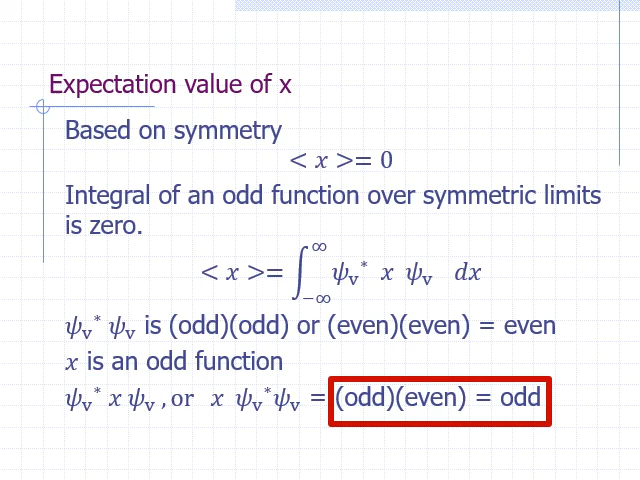 Expectation value of x
Based on symmetry
< x >= 0
Integral of an odd function over symmetric limits
is zero.
< x >= ∫_{−∞}^{∞} ψ_v* x ψ_v dx
ψ_v* ψ_v is (odd)(odd) or (even)(even) = even
x is an odd function
ψ_v* x ψ_v , or x ψ_v*ψ_v = (odd)(even) = odd